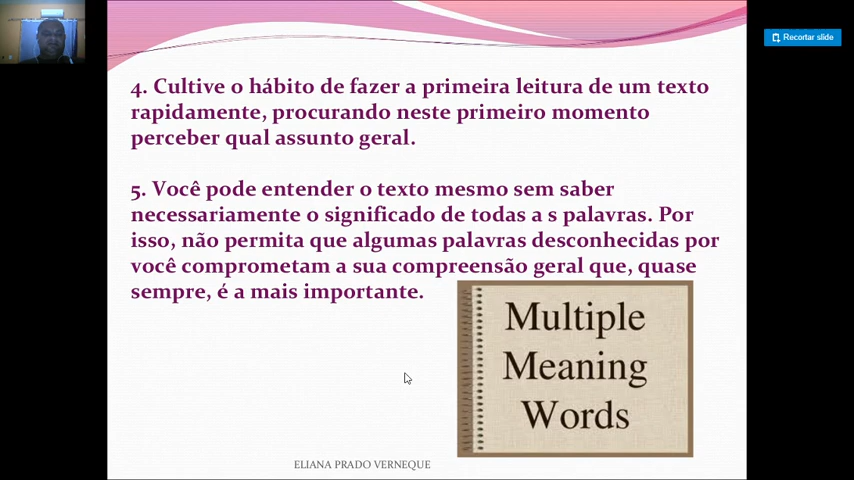 Recortar slide
4. Cultive o hábito de fazer a primeira leitura de um texto
rapidamente, procurando neste primeiro momento
perceber qual assunto geral.
5. Você pode entender o texto mesmo sem saber
necessariamente o significado de todas a s palavras. Por
isso, não permita que algumas palavras desconhecidas por
você comprometam a sua compreensão geral que, quase
sempre, é a mais importante.
Multiple
Meaning
Words
ELIANA PRADO VERNEQUE